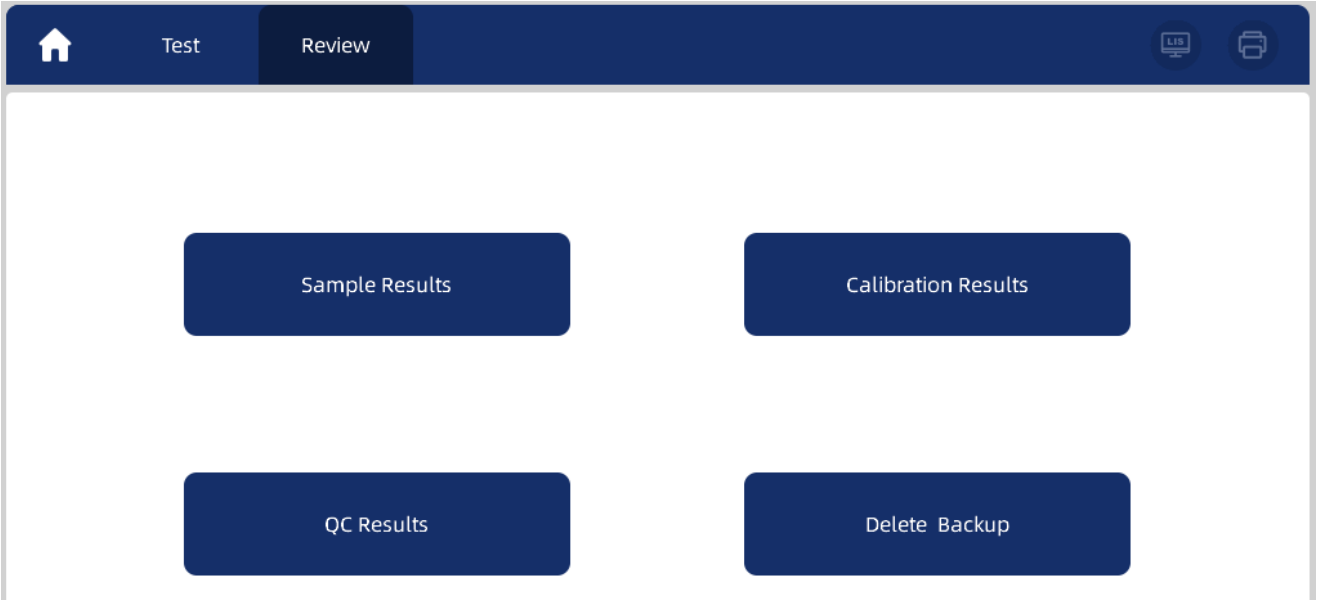 Test
Review
LIS
Sample Results
Calibration Results
QC Results
Delete Backup